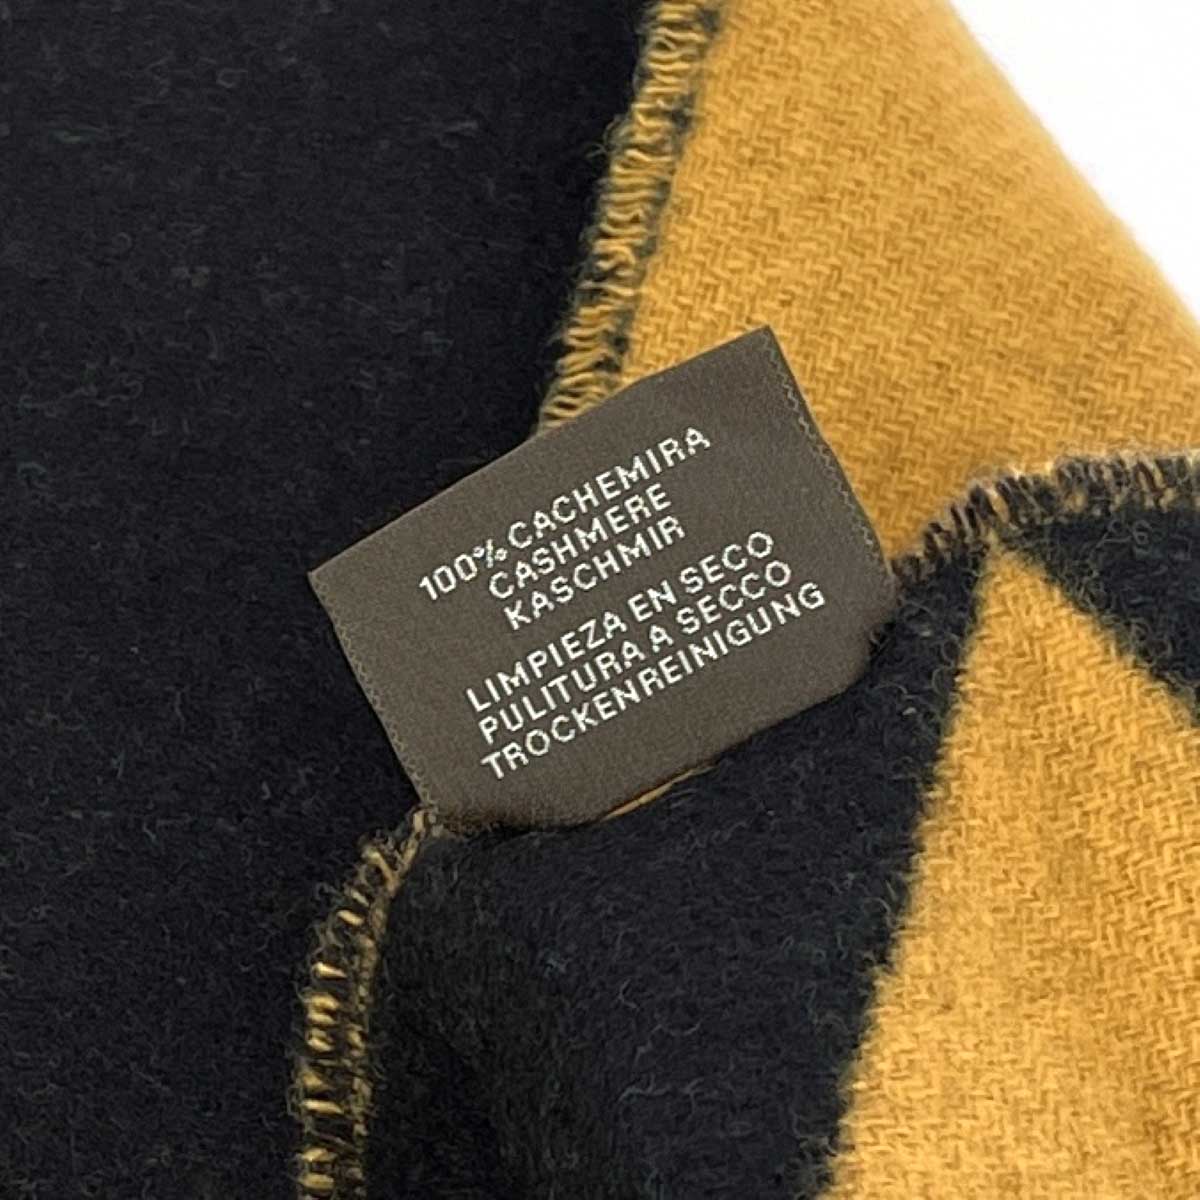 100% CACHEMIRA
CASHMERE
KASCHMIR
LIMPIEZA EN SECO
PULITURA A SECCO
TROCKENREINIGUNG